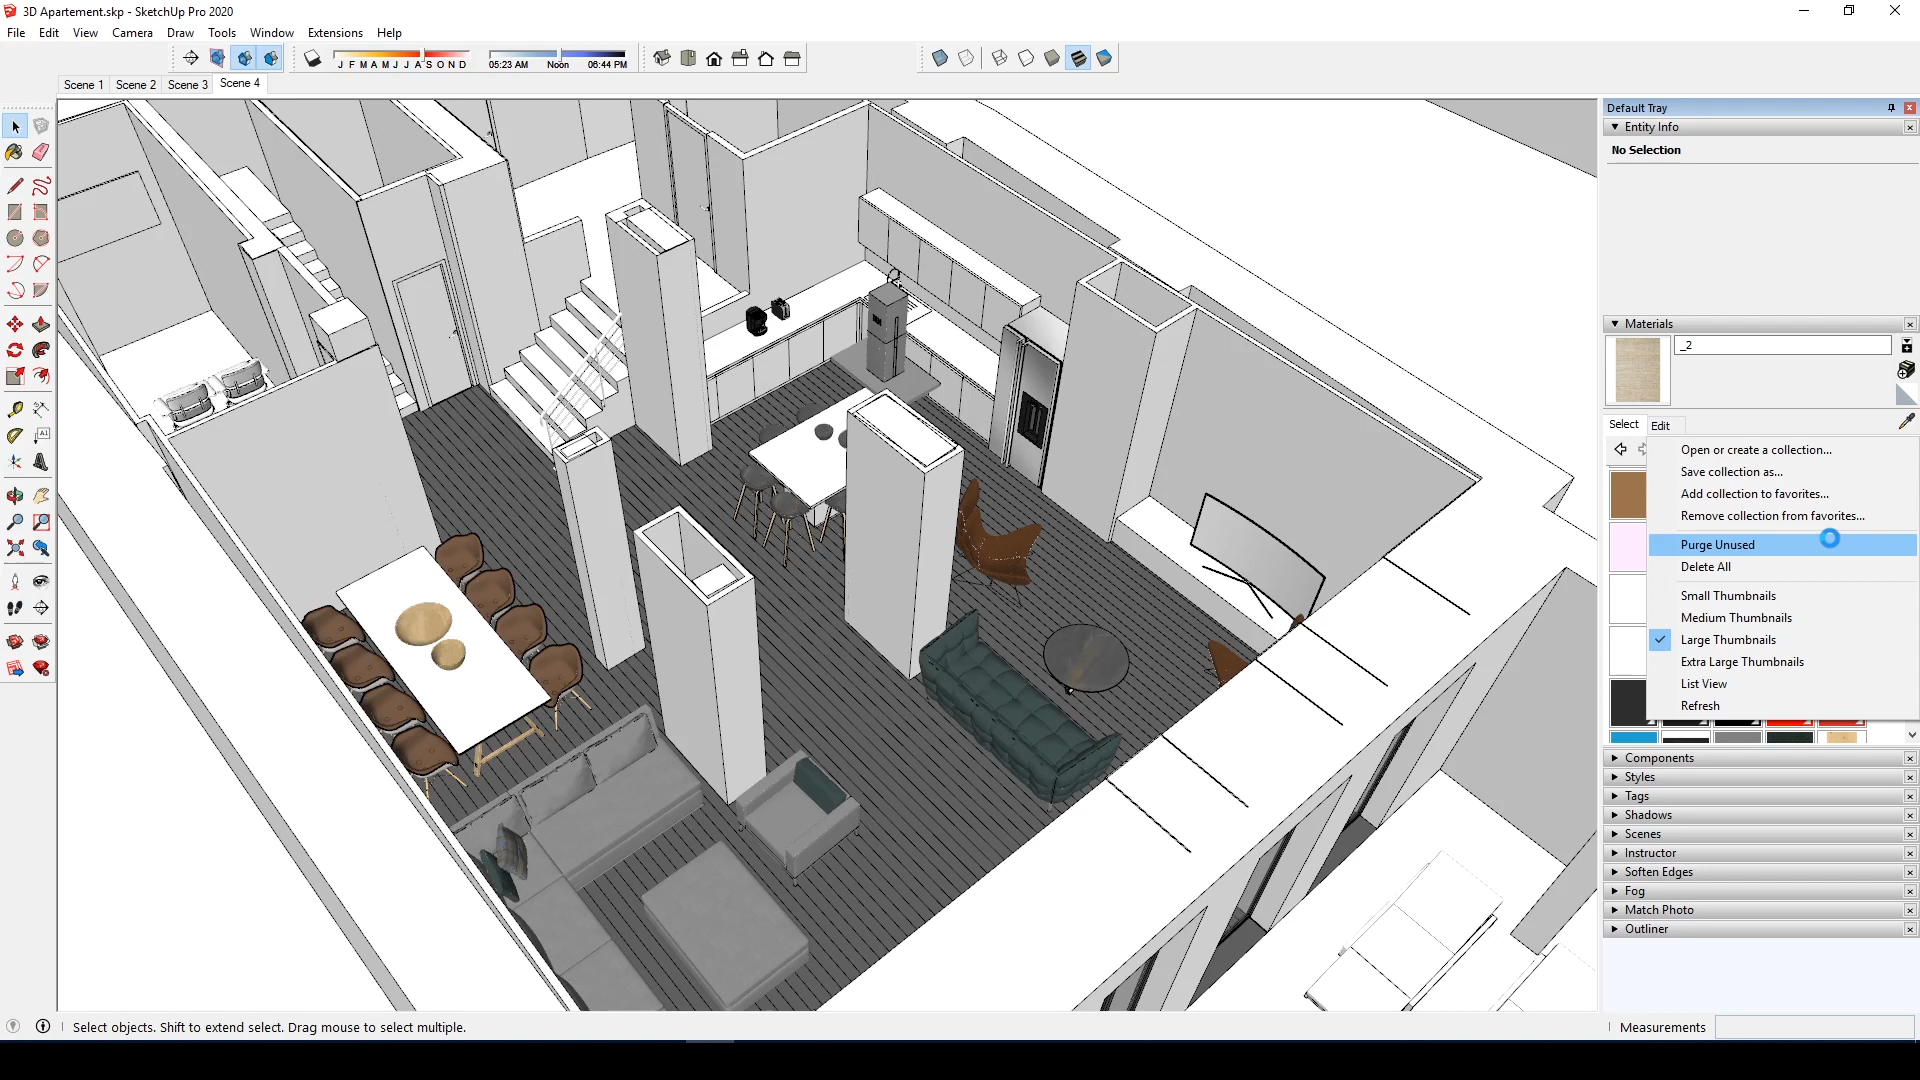 3D Apartement.skp - SketchUp Pro 2020
File Edit View Camera Draw Tools Window Extensions Help
J F M A M J J A S O N D
05:23 AM Noon 06:44 PM
Scene 1 Scene 2 Scene 3 Scene 4
Default Tray
Entity Info
No Selection
Materials
_2
Select Edit
Open or create a collection...
Save collection as...
Add collection to favorites...
Remove collection from favorites...
Purge Unused
Delete All
Small Thumbnails
Medium Thumbnails
Large Thumbnails
Extra Large Thumbnails
List View
Refresh
Components
Styles
Tags
Shadows
Scenes
Instructor
Soften Edges
Fog
Match Photo
Outliner
Select objects. Shift to extend select. Drag mouse to select multiple.
Measurements